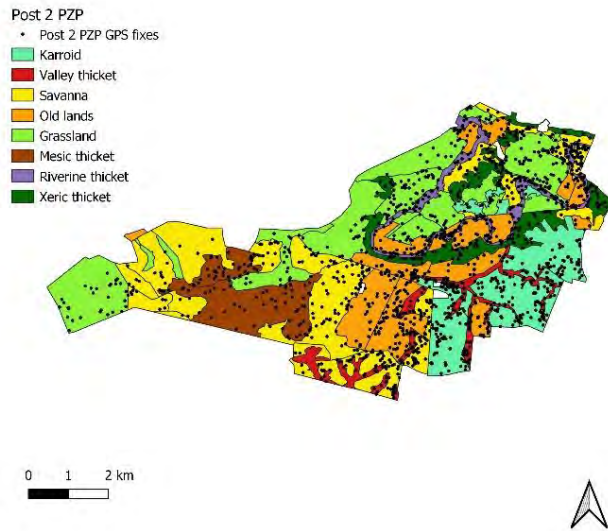 Post 2 PZP
Post 2 PZP GPS fixes
Karroid
Valley thicket
Savanna
Old lands
Grassland
Mesic thicket
Riverine thicket
Xeric thicket
0 1 2 km